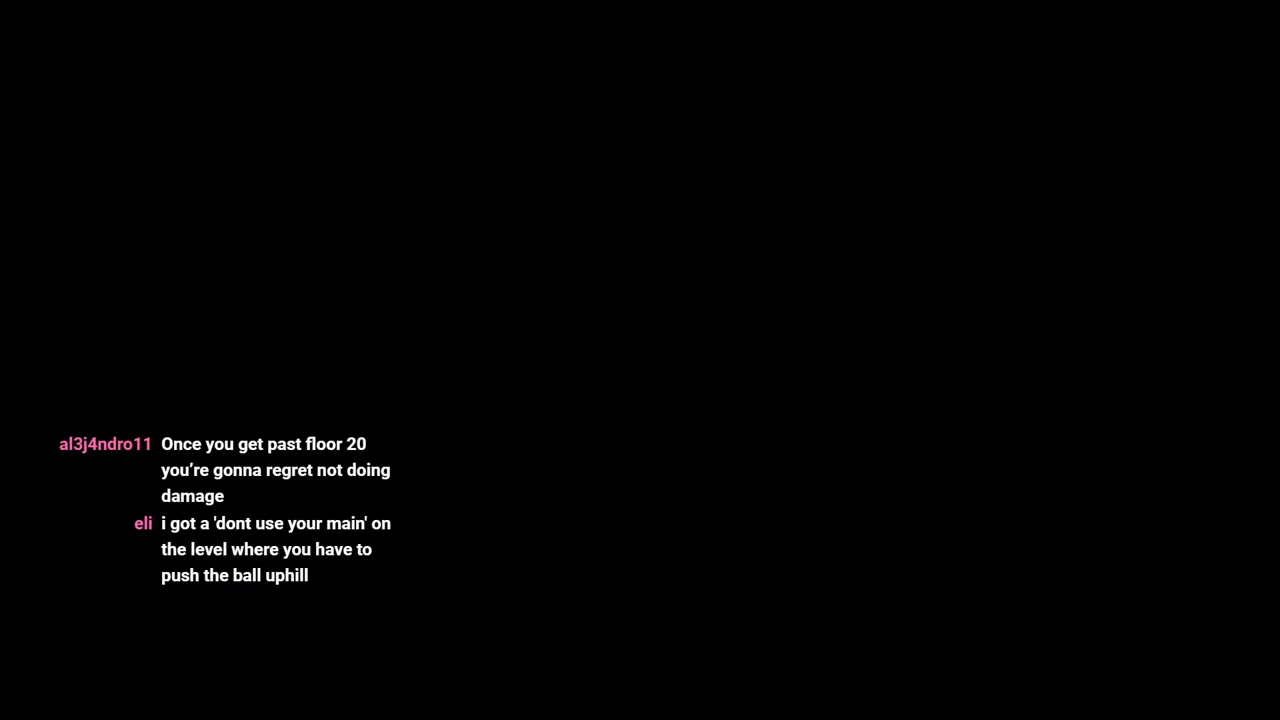 al3j4ndro11 Once you get past floor 20
you’re gonna regret not doing
damage
eli i got a 'dont use your main' on
the level where you have to
push the ball uphill